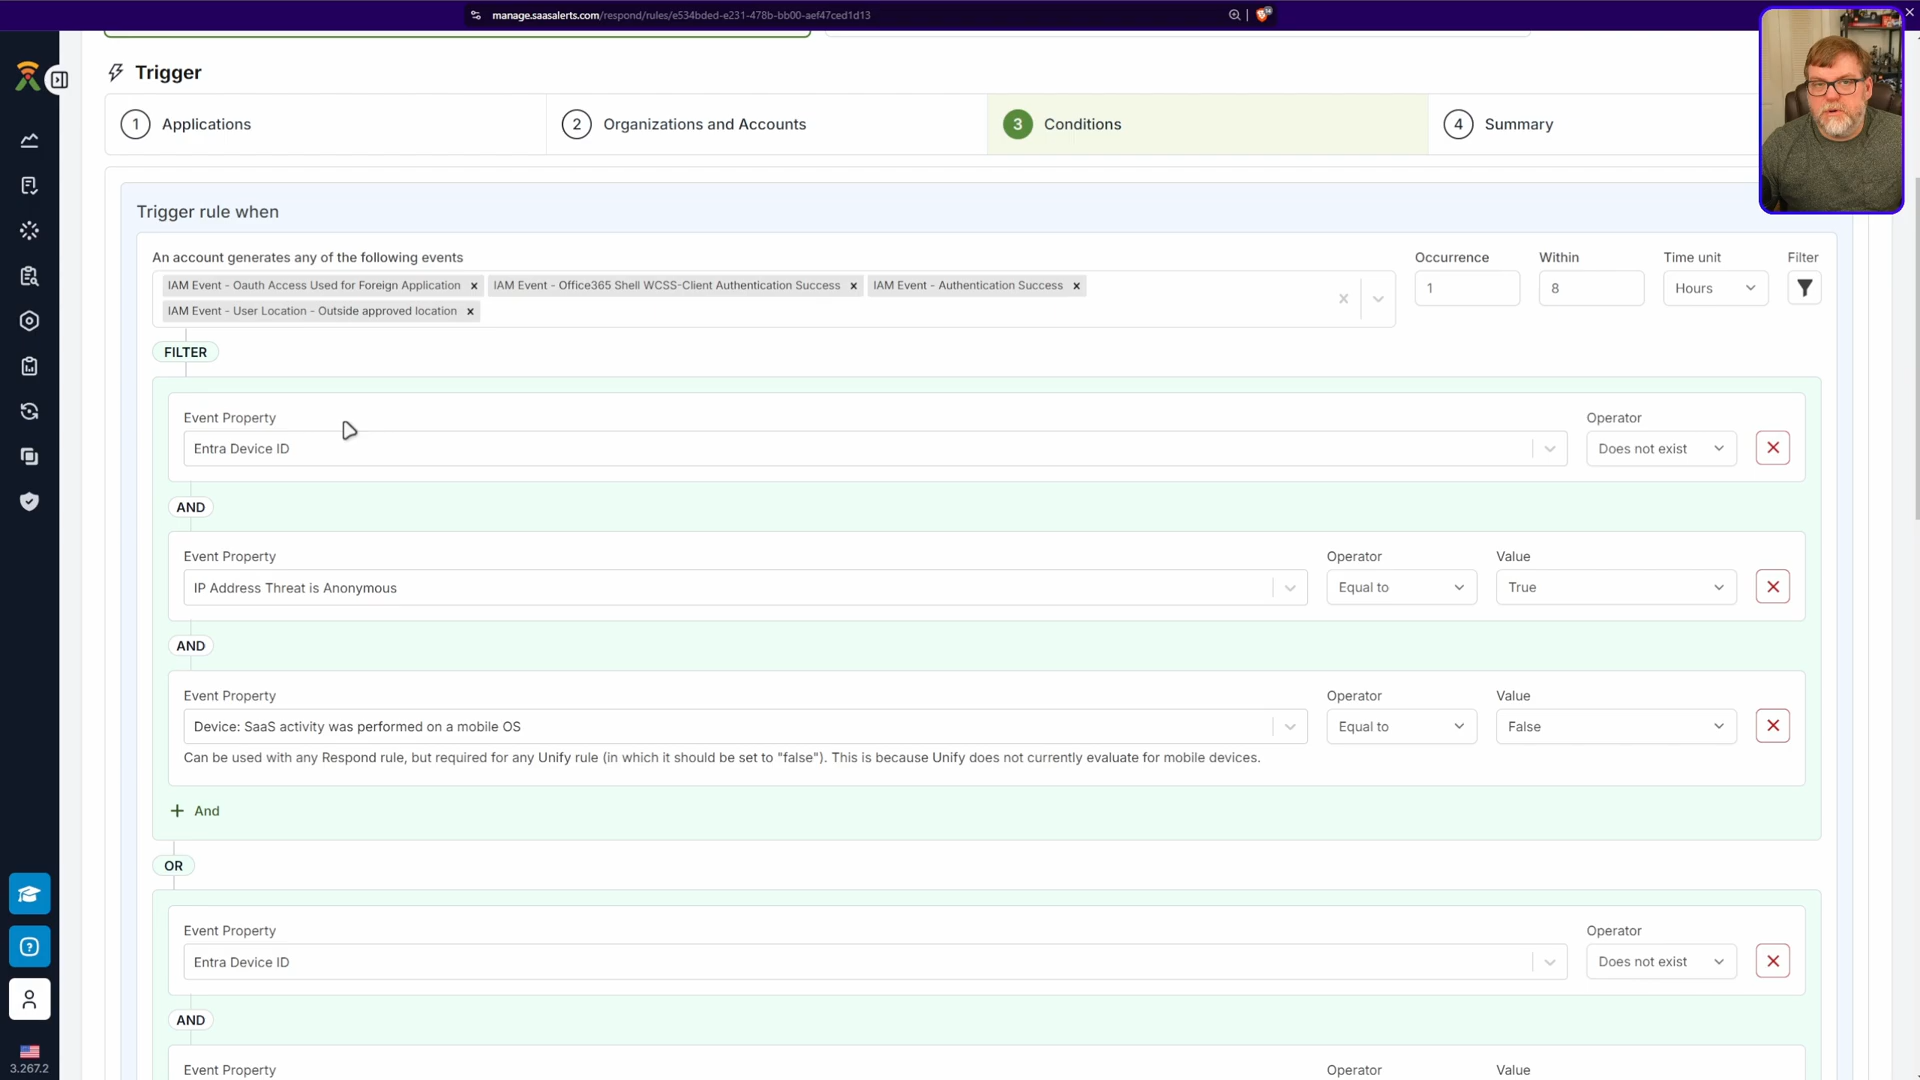 manage.saasalerts.com/respond/rules/e534bded-e231-478b-bb00-aef47ced1d13
Trigger
1 Applications
2 Organizations and Accounts
3 Conditions
4 Summary
Trigger rule when
An account generates any of the following events
Occurrence
Within
Time unit
Filter
IAM Event - Oauth Access Used for Foreign Application
IAM Event - Office365 Shell WCSS-Client Authentication Success
IAM Event - Authentication Success
IAM Event - User Location - Outside approved location
1
8
Hours
FILTER
Event Property
Operator
Entra Device ID
Does not exist
AND
Event Property
Operator
Value
IP Address Threat is Anonymous
Equal to
True
AND
Event Property
Operator
Value
Device: SaaS activity was performed on a mobile OS
Equal to
False
Can be used with any Respond rule, but required for any Unify rule (in which it should be set to "false"). This is because Unify does not currently evaluate for mobile devices.
+ And
OR
Event Property
Operator
Entra Device ID
Does not exist
AND
Event Property
Operator
Value
3.267.2